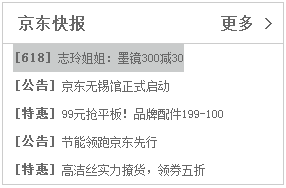 京东快报 更多 >
[618] 志玲姐姐：墨镜300减30
[公告] 京东无锡馆正式启动
[特惠] 99元抢平板！品牌配件199-100
[公告] 节能领跑京东先行
[特惠] 高洁丝实力撩货，领券五折